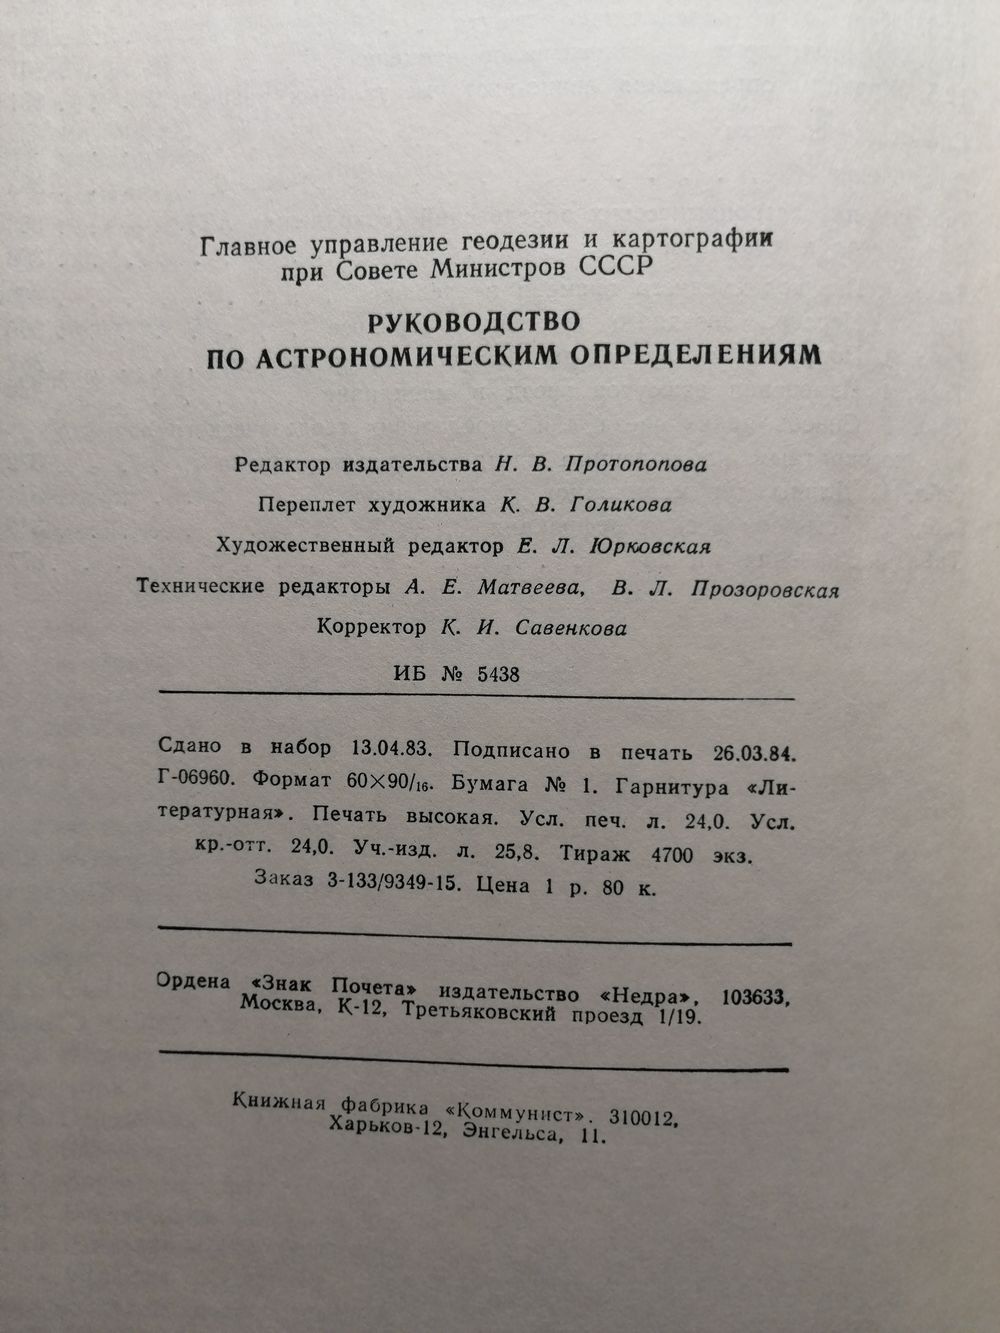 Главное управление геодезии и картографии
при Совете Министров СССР
РУКОВОДСТВО
ПО АСТРОНОМИЧЕСКИМ ОПРЕДЕЛЕНИЯМ
Редактор издательства Н. В. Протопопова
Переплет художника К. В. Голикова
Художественный редактор Е. Л. Юрковская
Технические редакторы А. Е. Матвеева, В. Л. Прозоровская
Корректор К. И. Савенкова
ИБ № 5438
Сдано в набор 13.04.83. Подписано в печать 26.03.84.
Г-06960. Формат 60×90/16. Бумага № 1. Гарнитура «Ли-
тературная». Печать высокая. Усл. печ. л. 24,0. Усл.
кр.-отт. 24,0. Уч.-изд. л. 25,8. Тираж 4700 экз.
Заказ 3-133/9349-15. Цена 1 р. 80 к.
Ордена «Знак Почета» издательство «Недра», 103633,
Москва, К-12, Третьяковский проезд 1/19.
Книжная фабрика «Коммунист». 310012,
Харьков-12, Энгельса, 11.